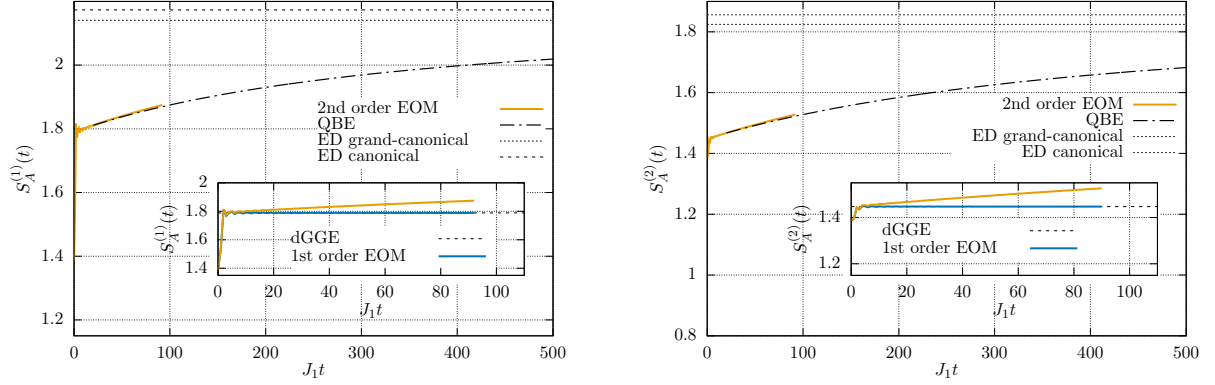 S_A^{(1)}(t)
2
1.8
1.6
1.4
1.2
0
100
200
300
400
500
J_1t
2nd order EOM
QBE
ED grand-canonical
ED canonical
S_A^{(1)}(t)
2
1.8
1.6
1.4
0
20
40
60
80
100
J_1t
dGGE
1st order EOM
S_A^{(2)}(t)
1.8
1.6
1.4
1.2
1
0.8
0
100
200
300
400
500
J_1t
2nd order EOM
QBE
ED grand-canonical
ED canonical
S_A^{(2)}(t)
1.4
1.2
0
20
40
60
80
100
J_1t
dGGE
1st order EOM